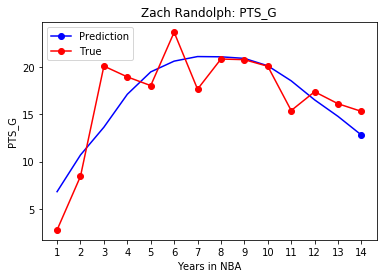 Zach Randolph: PTS_G
Prediction
True
20
15
10
5
PTS_G
1 2 3 4 5 6 7 8 9 10 11 12 13 14
Years in NBA